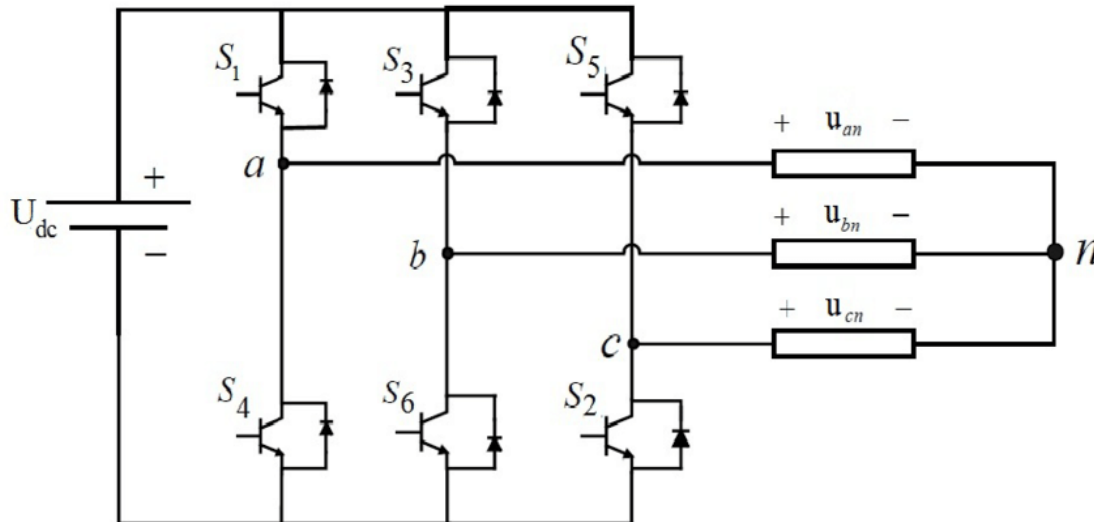 S1 S3 S5
+ uan −
a
+
Udc
−
+ ubn −
b
n
+ ucn −
c
S4 S6 S2